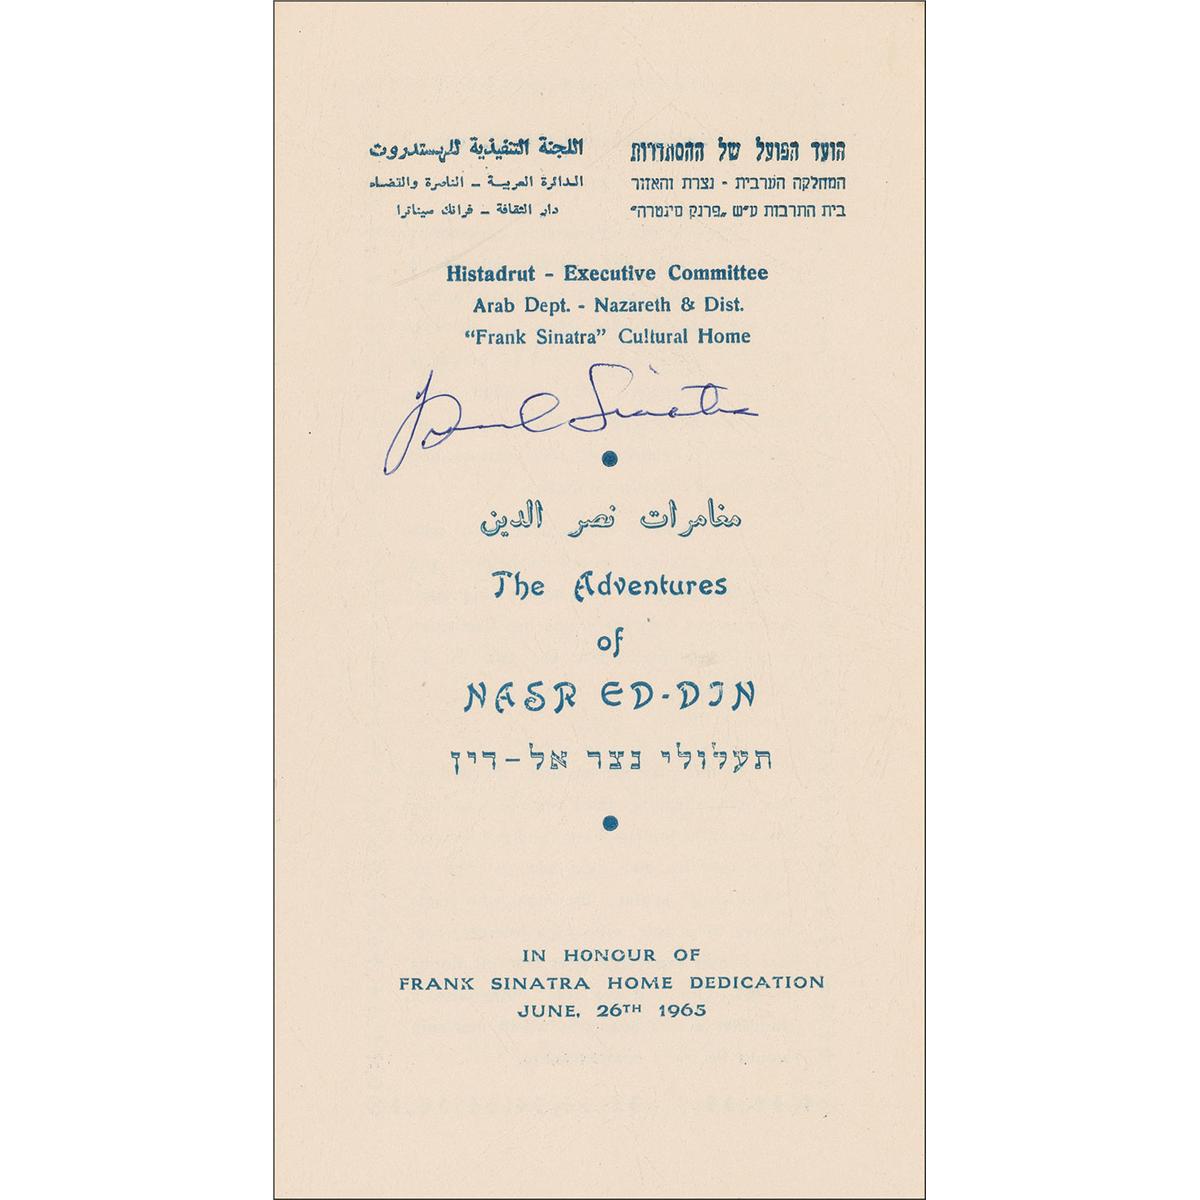 הועד הפועל של ההסתדרות
המחלקה הערבית - נצרת והאזור
בית התרבות ע״ש „פרנק סינטרה״
اللجنة التنفيذية للهستدروت
الدائرة العربية – الناصرة والقضاء
دار الثقافة – فرانك سيناترا
Histadrut - Executive Committee
Arab Dept. - Nazareth & Dist.
“Frank Sinatra” Cultural Home
Frank Sinatra
مغامرات نصر الدين
The Adventures
of
NASR ED-DIN
תעלולי נצר אל-דין
IN HONOUR OF
FRANK SINATRA HOME DEDICATION
JUNE, 26TH 1965